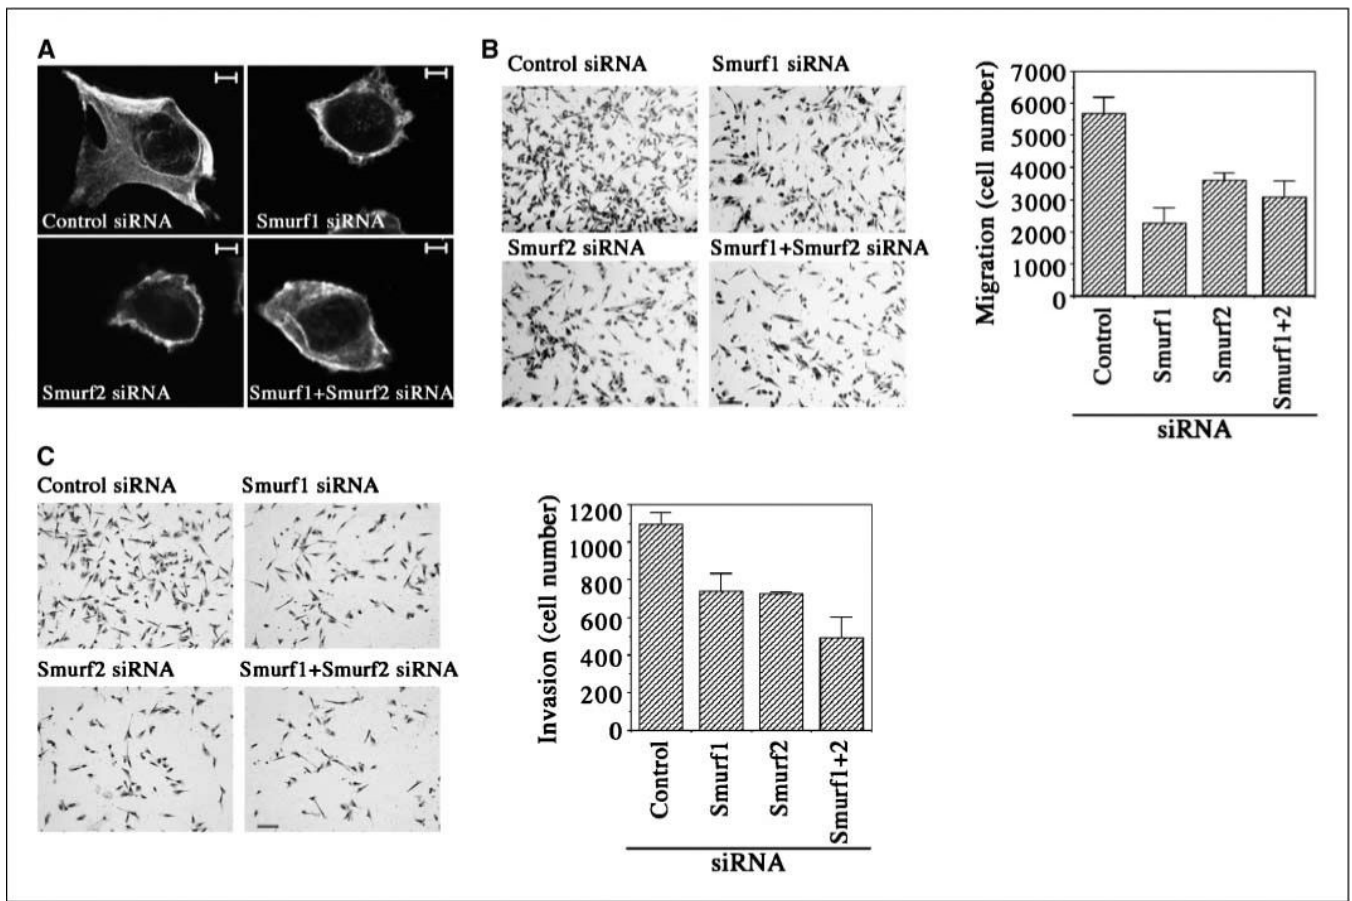 A
Control siRNA
Smurf1 siRNA
Smurf2 siRNA
Smurf1+Smurf2 siRNA
B
Control siRNA
Smurf1 siRNA
Smurf2 siRNA
Smurf1+Smurf2 siRNA
Migration (cell number)
7000
6000
5000
4000
3000
2000
1000
0
Control
Smurf1
Smurf2
Smurf1+2
siRNA
C
Control siRNA
Smurf1 siRNA
Smurf2 siRNA
Smurf1+Smurf2 siRNA
Invasion (cell number)
1200
1000
800
600
400
200
0
Control
Smurf1
Smurf2
Smurf1+2
siRNA